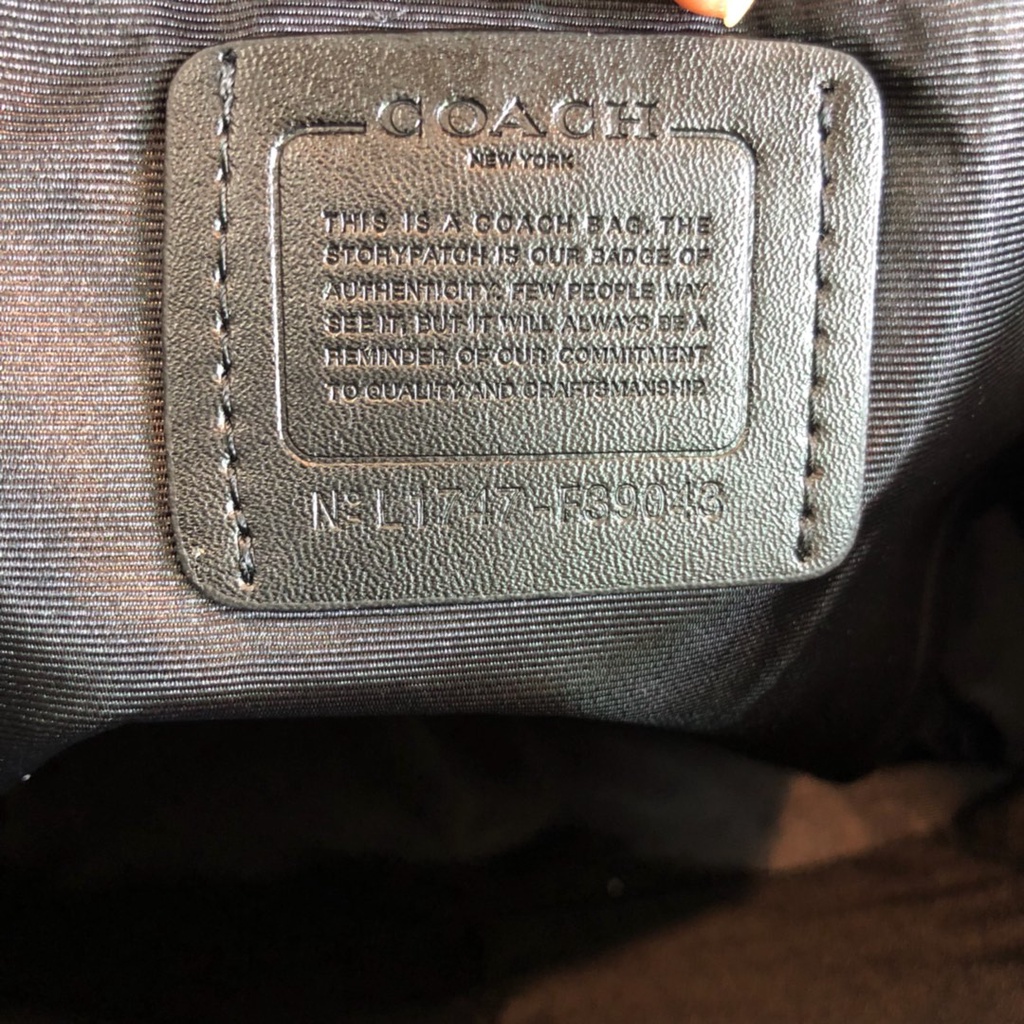 COACH
NEW YORK
THIS IS A COACH BAG. THE
STORYPATCH IS OUR BADGE OF
AUTHENTICITY. FEW PEOPLE MAY
SEE IT, BUT IT WILL ALWAYS BE A
REMINDER OF OUR COMMITMENT
TO QUALITY AND CRAFTSMANSHIP.
Nº L1747-F39043